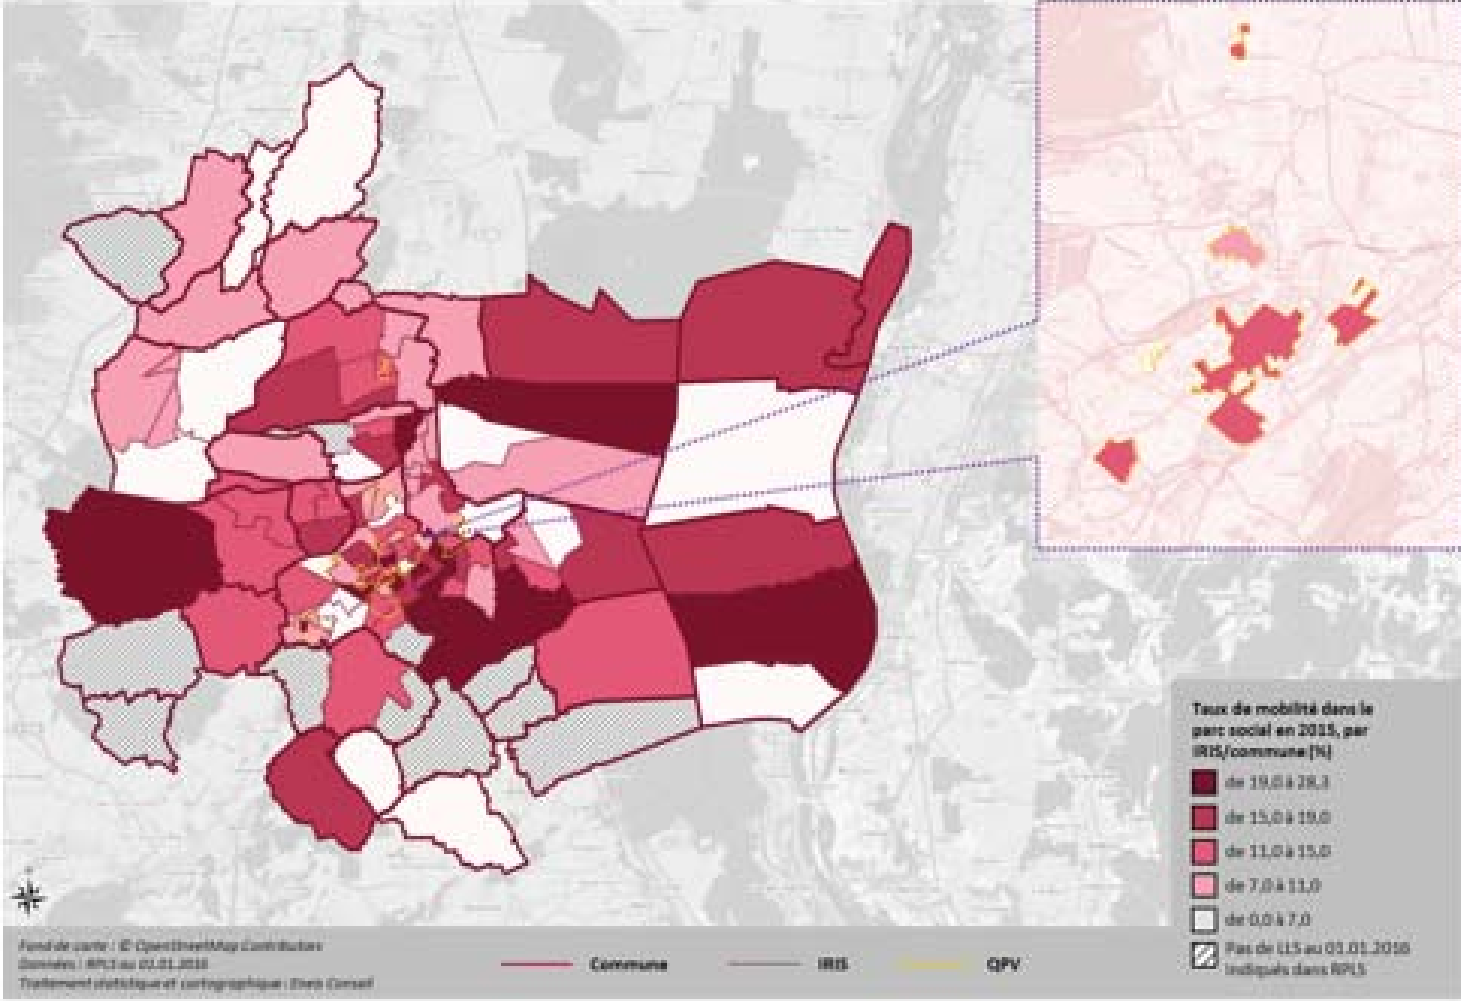 Taux de mobilité dans le
parc social en 2015, par
IRIS/commune (%)
de 19,0 à 28,3
de 15,0 à 19,0
de 11,0 à 15,0
de 7,0 à 11,0
de 0,0 à 7,0
Pas de LLS au 01.01.2016
indiqués dans RPLS
Fond de carte : © OpenStreetMap Contributors
Données : RPLS au 01.01.2016
Traitement statistique et cartographique : Eneis Conseil
Commune
IRIS
QPV